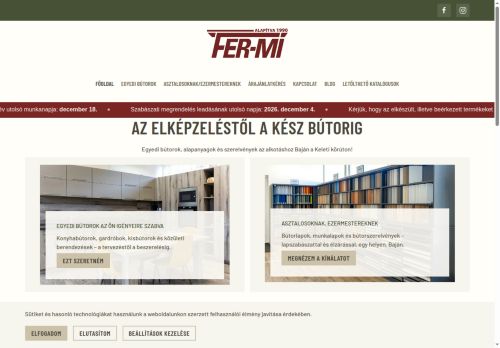 ALAPÍTVA 1990
FER-MI
FŐOLDAL EGYEDI BÚTOROK ASZTALOSOKNAK/EZERMESTEREKNEK ÁRAJÁNLATKÉRÉS KAPCSOLAT BLOG LETÖLTHETŐ KATALÓGUSOK
év utolsó munkanapja: december 18. • Szabászati megrendelés leadásának utolsó napja: 2026. december 4. • Kérjük, hogy az elkészült, illetve beérkezett termékeket
AZ ELKÉPZELÉSTŐL A KÉSZ BÚTORIG
Egyedi bútorok, alapanyagok és szerelvények az alkotáshoz Baján a Keleti körúton!
EGYEDI BÚTOROK AZ ÖN IGÉNYEIRE SZABVA
Konyhabútorok, gardróbok, kisbútorok és közületi
berendezések – a tervezéstől a beszerelésig.
EZT SZERETNÉM
ASZTALOSOKNAK, EZERMESTEREKNEK
Bútorlapok, munkalapok és bútorszerelvények –
lapszabászattal és élzárással, egy helyen, Baján.
MEGNÉZEM A KÍNÁLATOT
Sütiket és hasonló technológiákat használunk a weboldalunkon szerzett felhasználói élmény javítása érdekében.
ELFOGADOM ELUTASÍTOM BEÁLLÍTÁSOK KEZELÉSE